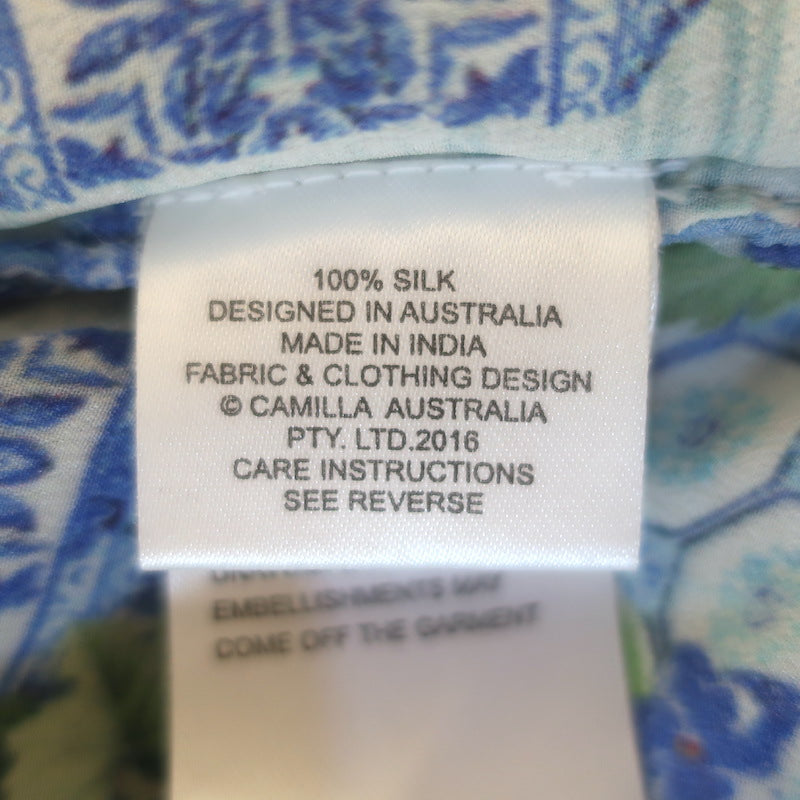 100% SILK
DESIGNED IN AUSTRALIA
MADE IN INDIA
FABRIC & CLOTHING DESIGN
© CAMILLA AUSTRALIA
PTY. LTD.2016
CARE INSTRUCTIONS
SEE REVERSE
EMBELLISHMENTS MAY
COME OFF THE GARMENT